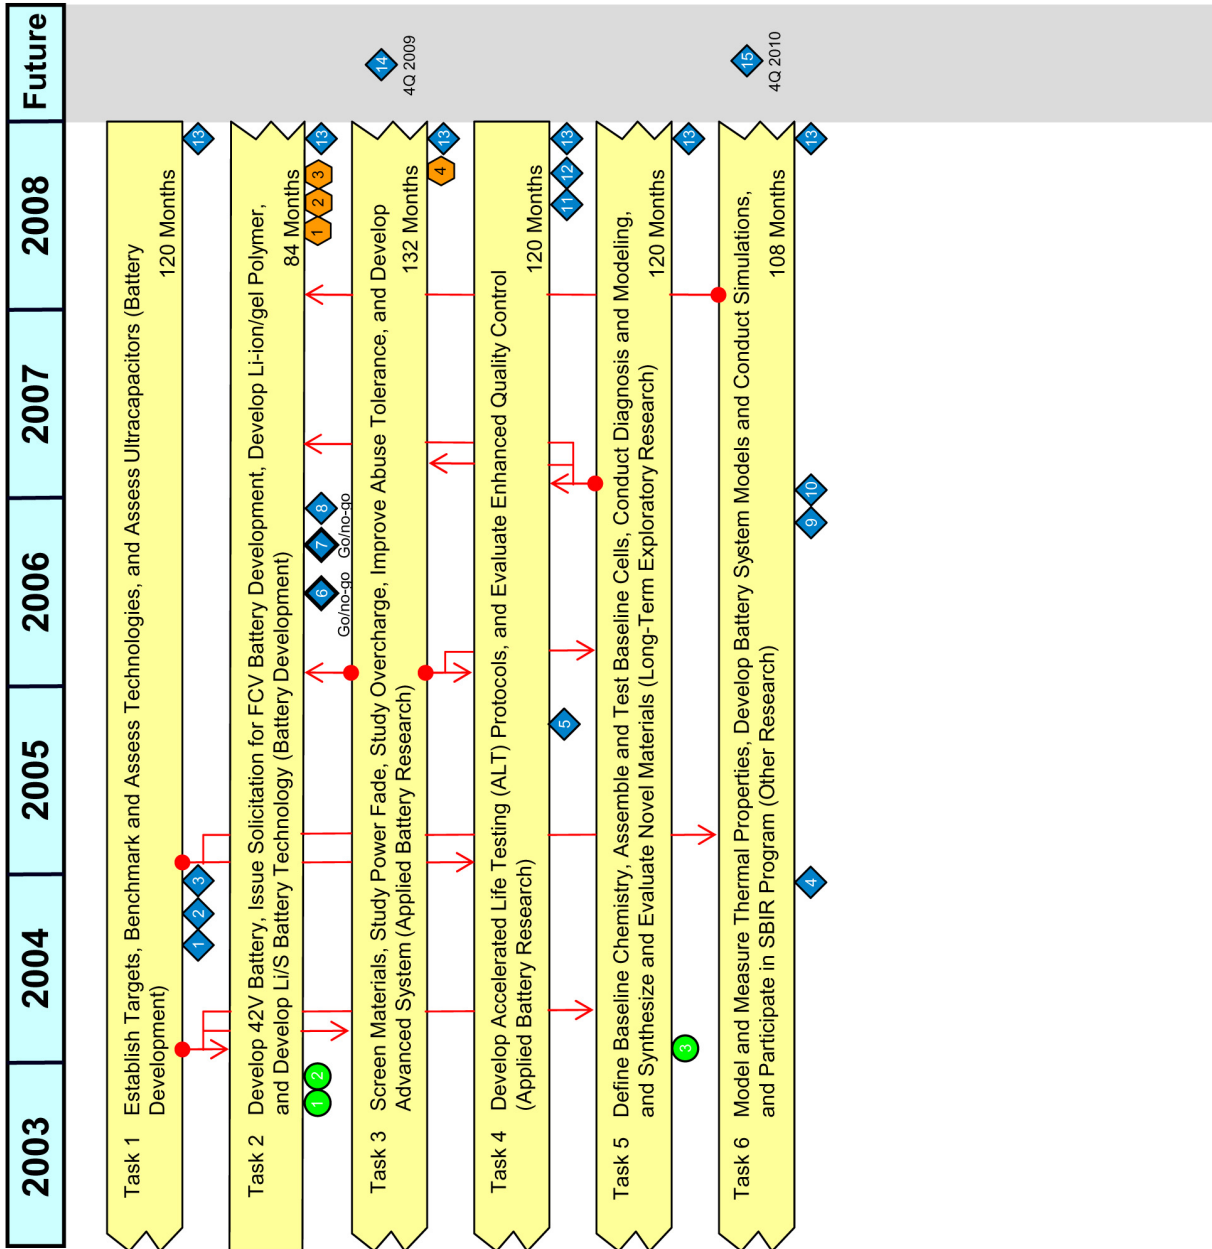 2003
2004
2005
2006
2007
2008
Future
Task 1 Establish Targets, Benchmark and Assess Technologies, and Assess Ultracapacitors (Battery
Development)
120 Months
1
2
3
13
Task 2 Develop 42V Battery, Issue Solicitation for FCV Battery Development, Develop Li-ion/gel Polymer,
and Develop Li/S Battery Technology (Battery Development)
84 Months
1
2
6
7
8
1
2
3
13
Go/no-go
Go/no-go
Task 3 Screen Materials, Study Power Fade, Study Overcharge, Improve Abuse Tolerance, and Develop
Advanced System (Applied Battery Research)
132 Months
14
4Q 2009
4
13
Task 4 Develop Accelerated Life Testing (ALT) Protocols, and Evaluate Enhanced Quality Control
(Applied Battery Research)
120 Months
5
11
12
13
Task 5 Define Baseline Chemistry, Assemble and Test Baseline Cells, Conduct Diagnosis and Modeling,
and Synthesize and Evaluate Novel Materials (Long-Term Exploratory Research)
120 Months
3
13
Task 6 Model and Measure Thermal Properties, Develop Battery System Models and Conduct Simulations,
and Participate in SBIR Program (Other Research)
108 Months
15
4Q 2010
4
9
10
13